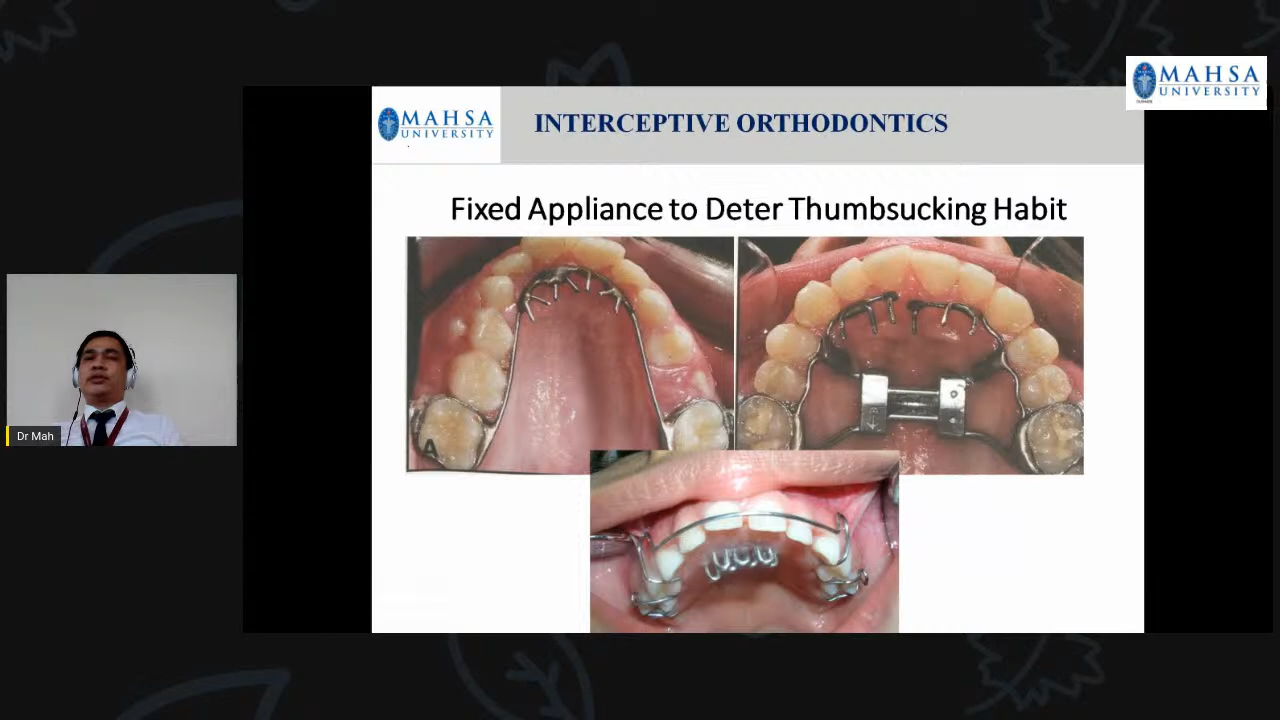 MAHSA
UNIVERSITY
MAHSA
UNIVERSITY
INTERCEPTIVE ORTHODONTICS
Fixed Appliance to Deter Thumbsucking Habit
A
Dr Mah